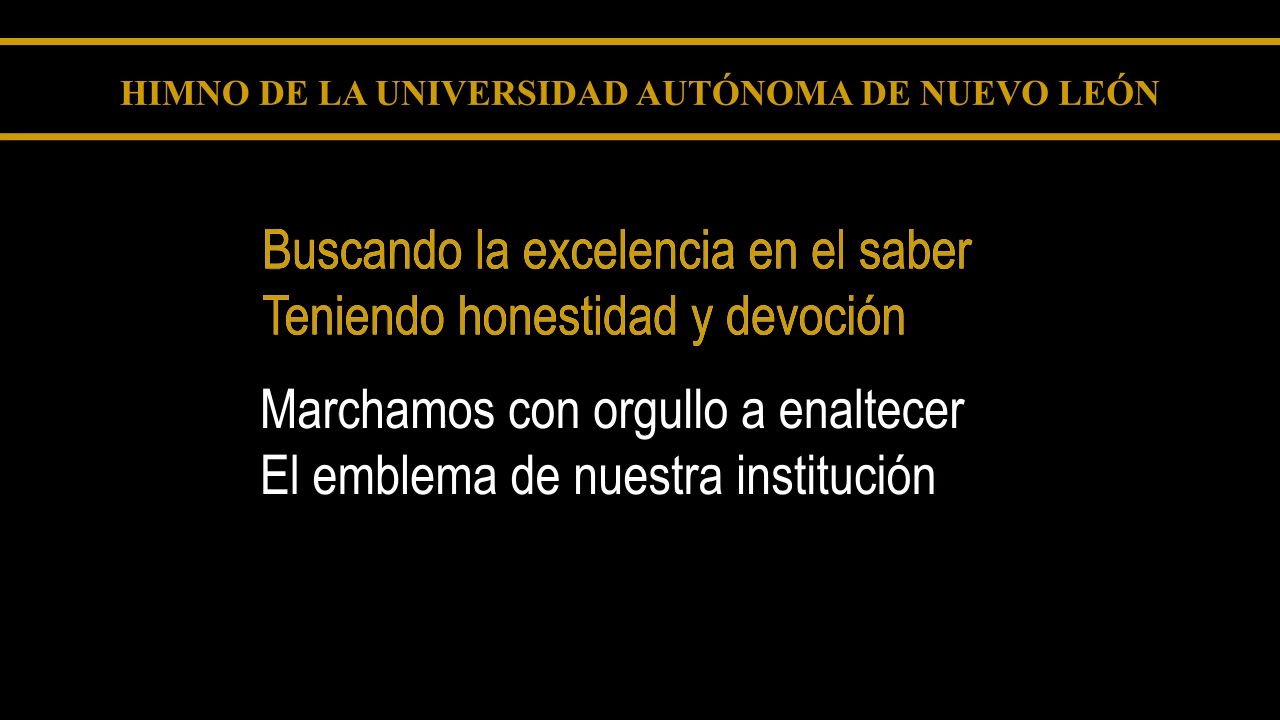 HIMNO DE LA UNIVERSIDAD AUTÓNOMA DE NUEVO LEÓN
Buscando la excelencia en el saber
Teniendo honestidad y devoción
Marchamos con orgullo a enaltecer
El emblema de nuestra institución